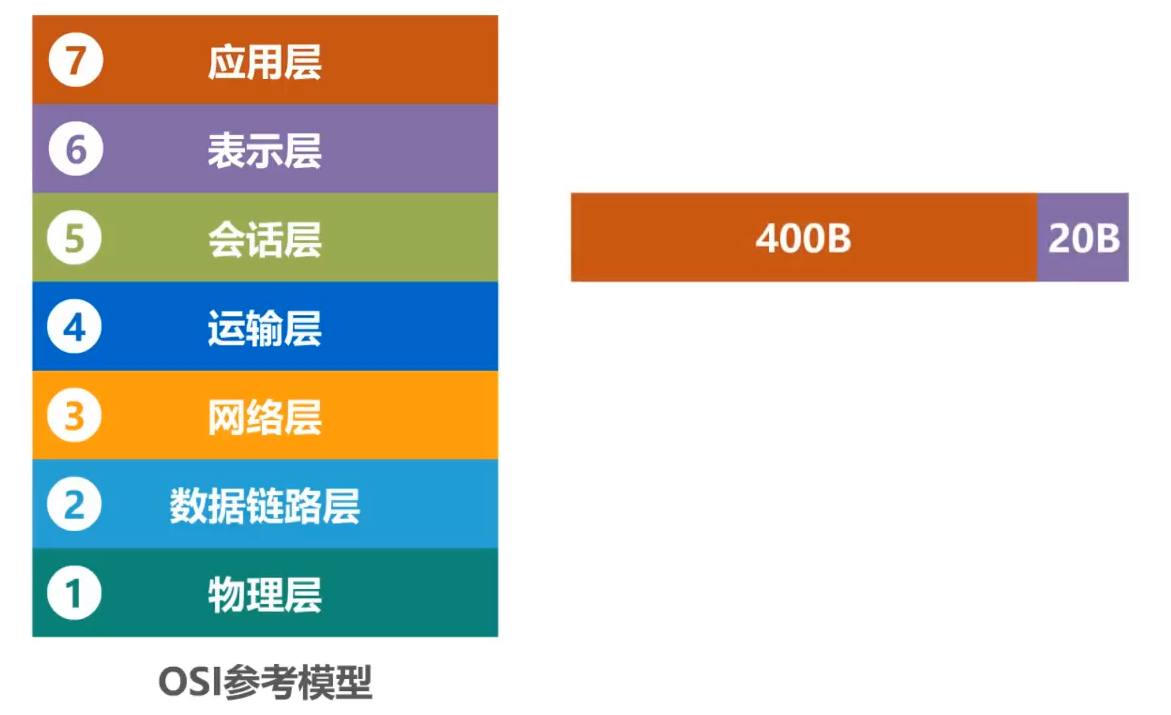 7 应用层
6 表示层
5 会话层
400B 20B
4 运输层
3 网络层
2 数据链路层
1 物理层
OSI参考模型